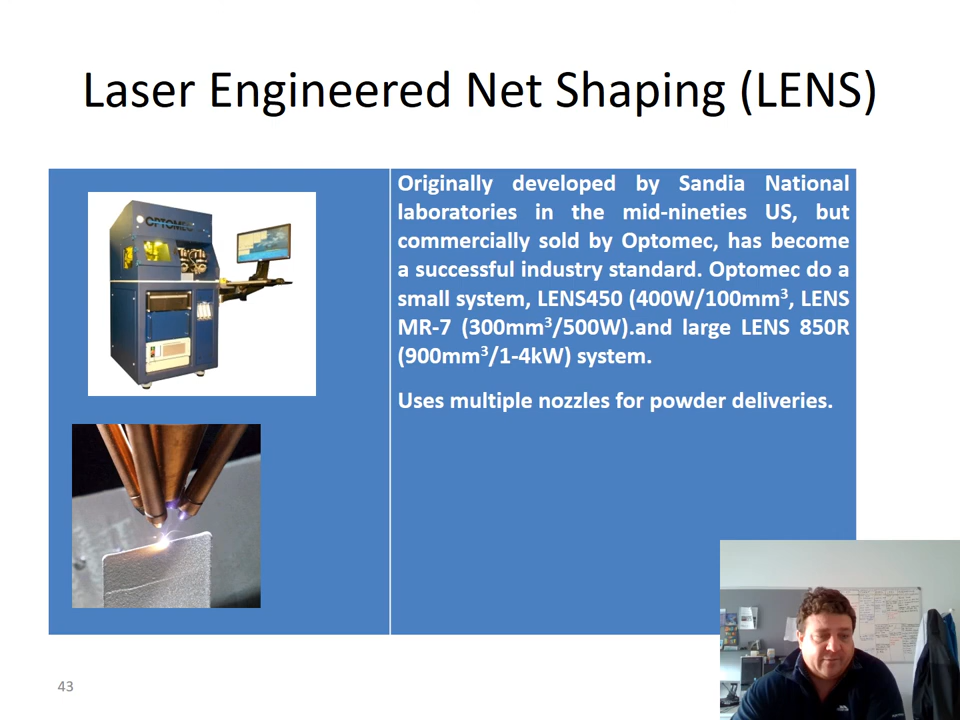 Laser Engineered Net Shaping (LENS)
OPTOMEC
Originally developed by Sandia National
laboratories in the mid-nineties US, but
commercially sold by Optomec, has become
a successful industry standard. Optomec do a
small system, LENS450 (400W/100mm³, LENS
MR-7 (300mm³/500W).and large LENS 850R
(900mm³/1-4kW) system.
Uses multiple nozzles for powder deliveries.
43